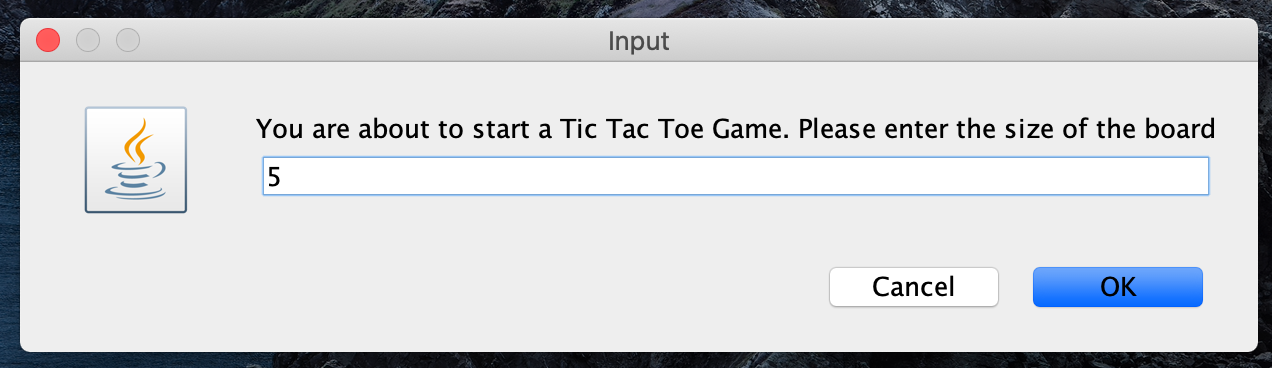 Input
You are about to start a Tic Tac Toe Game. Please enter the size of the board
5
Cancel
OK